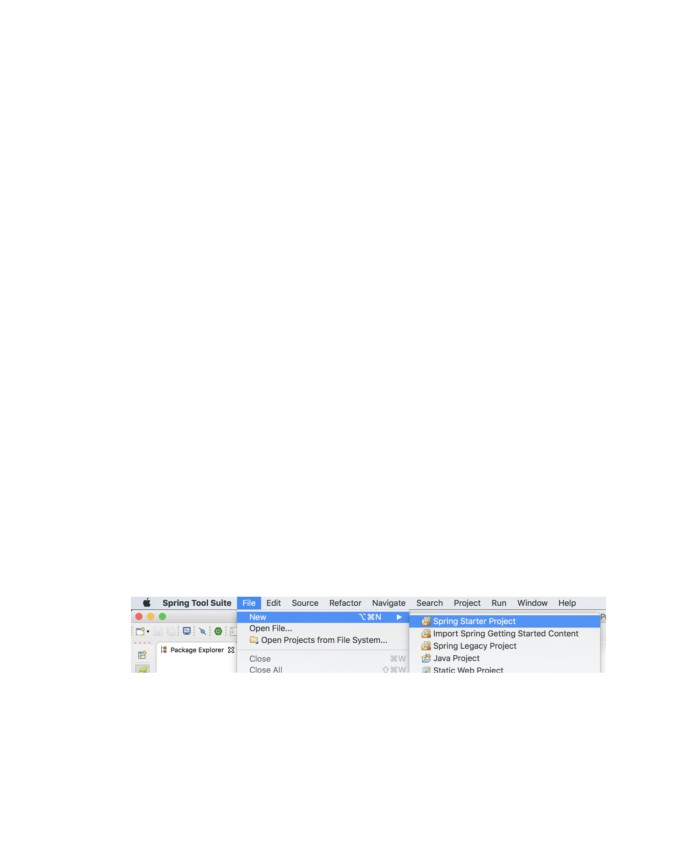 Spring Tool Suite File Edit Source Refactor Navigate Search Project Run Window Help
New ⌥⌘N ▶
Open File...
Open Projects from File System...
Close ⌘W
Close All ⇧⌘W
Spring Starter Project
Import Spring Getting Started Content
Spring Legacy Project
Java Project
Static Web Project
Package Explorer